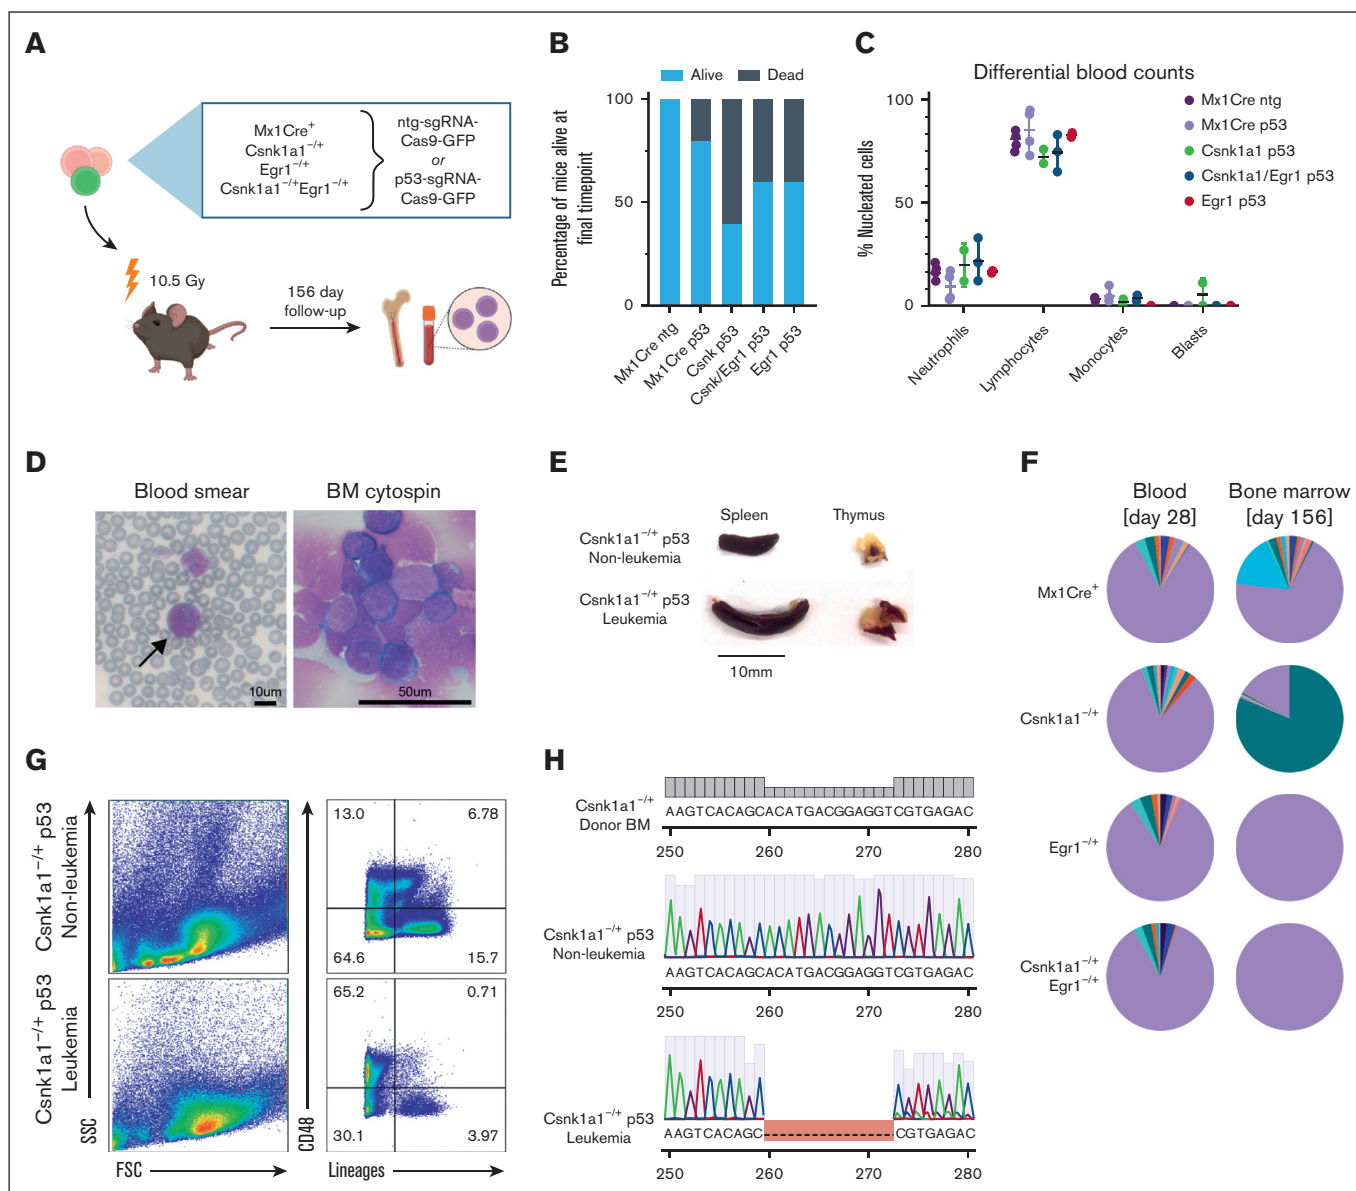 A
Mx1Cre+
Csnk1a1−/+
Egr1−/+
Csnk1a1−/+Egr1−/+
ntg-sgRNA-
Cas9-GFP
or
p53-sgRNA-
Cas9-GFP
10.5 Gy
156 day
follow-up
B
Alive
Dead
Percentage of mice alive at
final timepoint
100
50
0
Mx1Cre ntg
Mx1Cre p53
Csnk p53
Csnk/Egr1 p53
Egr1 p53
C
Differential blood counts
% Nucleated cells
100
50
0
Neutrophils
Lymphocytes
Monocytes
Blasts
Mx1Cre ntg
Mx1Cre p53
Csnk1a1 p53
Csnk1a1/Egr1 p53
Egr1 p53
D
Blood smear
BM cytospin
10um
50um
E
Spleen
Thymus
Csnk1a1−/+ p53
Non-leukemia
Csnk1a1−/+ p53
Leukemia
10mm
F
Blood
[day 28]
Bone marrow
[day 156]
Mx1Cre+
Csnk1a1−/+
Egr1−/+
Csnk1a1−/+
Egr1−/+
G
Csnk1a1−/+ p53
Non-leukemia
Csnk1a1−/+ p53
Leukemia
SSC
FSC
CD48
Lineages
13.0
6.78
64.6
15.7
65.2
0.71
30.1
3.97
H
Csnk1a1−/+
Donor BM
AAGTCACAGCACATGACGGAGGTCGTGAGAC
250
260
270
280
Csnk1a1−/+ p53
Non-leukemia
AAGTCACAGCACATGACGGAGGTCGTGAGAC
250
260
270
280
Csnk1a1−/+ p53
Leukemia
AAGTCACAGC-------------CGTGAGAC
250
260
270
280